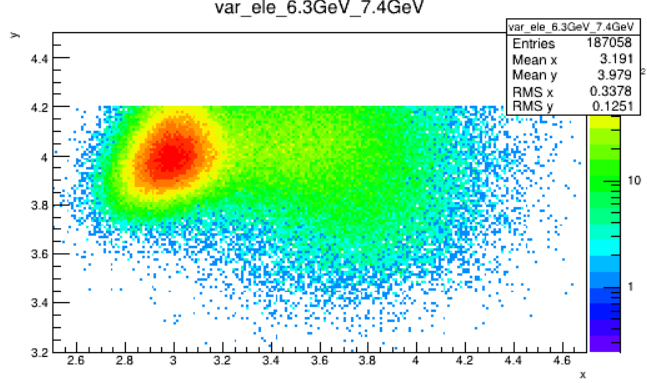 var_ele_6.3GeV_7.4GeV
y
var_ele_6.3GeV_7.4GeV
Entries 187058
Mean x 3.191
Mean y 3.979
RMS x 0.3378
RMS y 0.1251
2
4.4
4.2
4
3.8
3.6
3.4
3.2
10
1
2.6 2.8 3 3.2 3.4 3.6 3.8 4 4.2 4.4 4.6
x